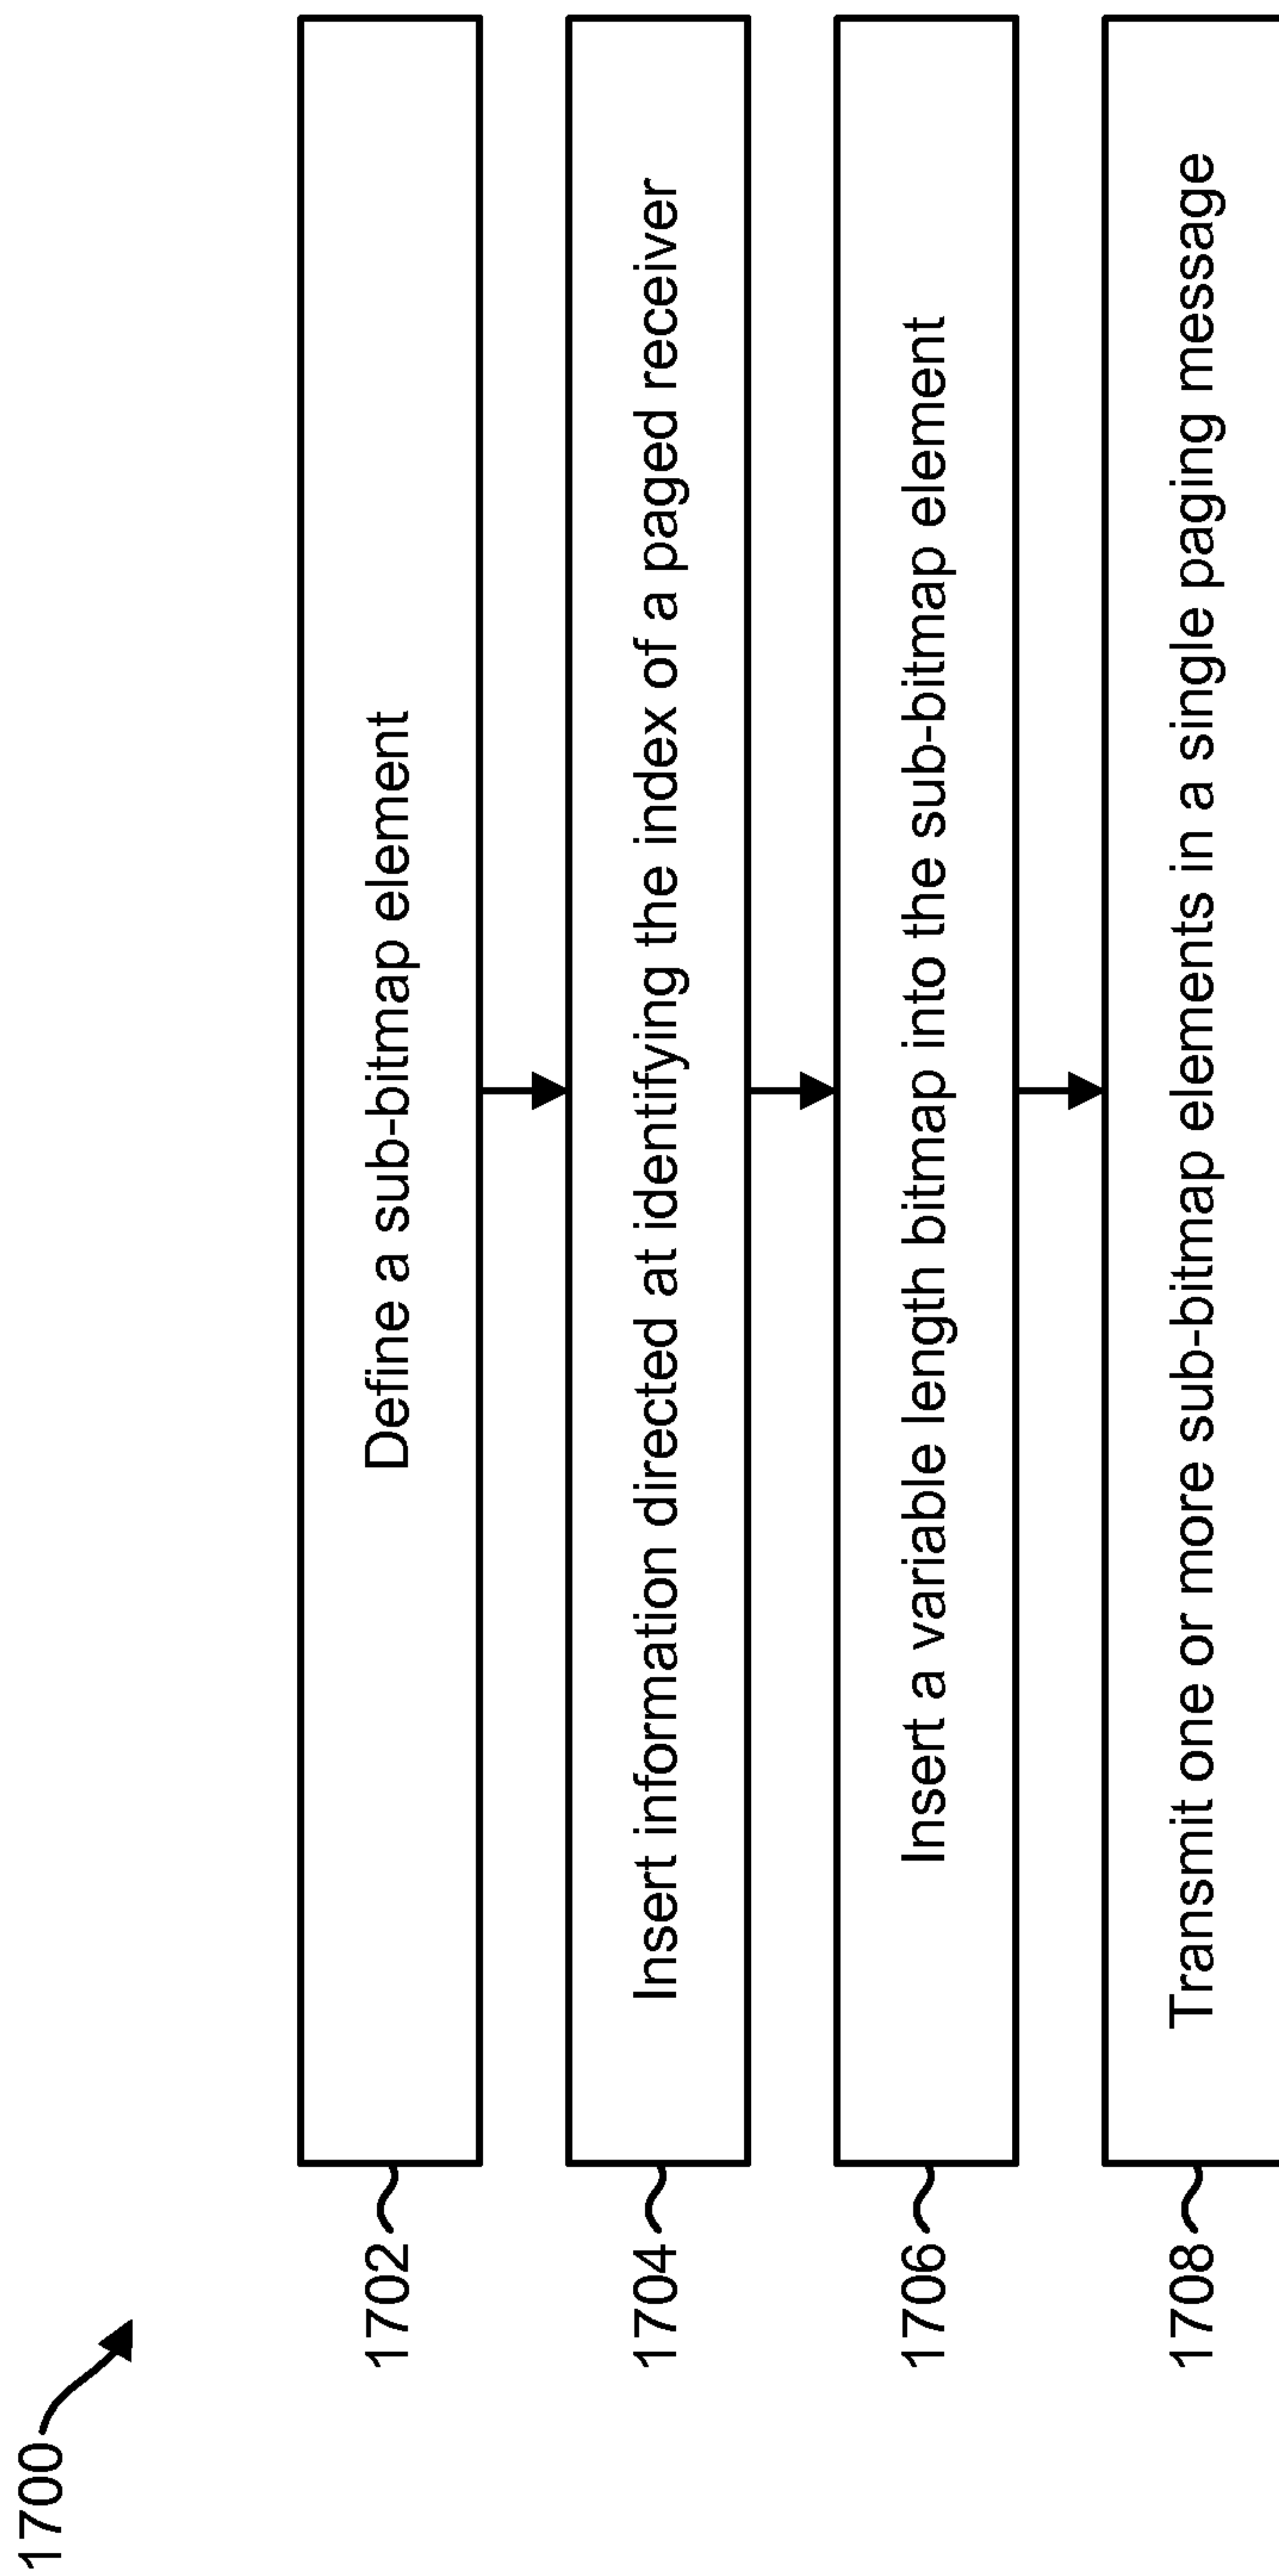 1700
1702
Define a sub-bitmap element
1704
Insert information directed at identifying the index of a paged receiver
1706
Insert a variable length bitmap into the sub-bitmap element
1708
Transmit one or more sub-bitmap elements in a single paging message